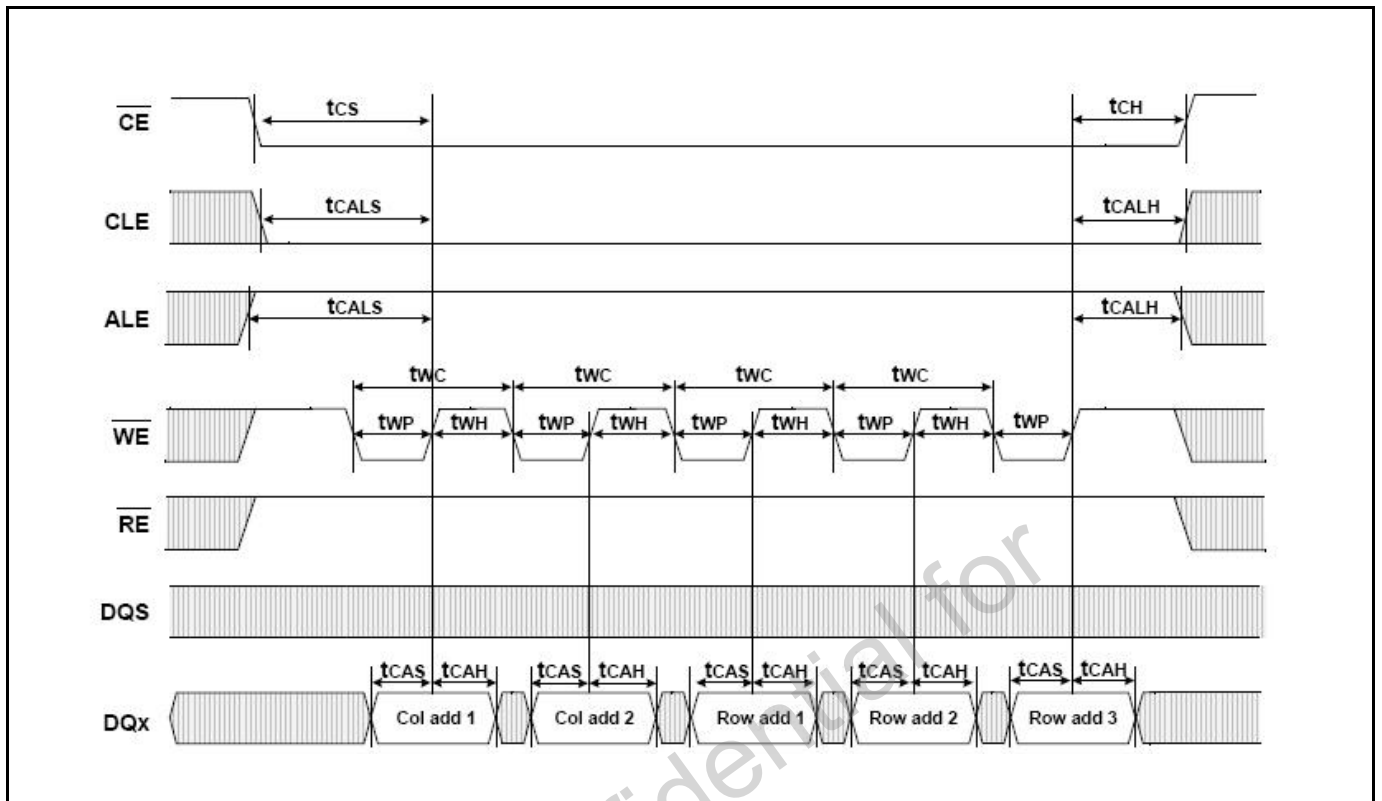 CE
tCS
tCH
CLE
tCALS
tCALH
ALE
tCALS
tCALH
tWC tWC tWC tWC
WE
tWP tWH tWP tWH tWP tWH tWP tWH tWP
RE
DQS
tCAS tCAH tCAS tCAH tCAS tCAH tCAS tCAH tCAS tCAH
DQx
Col add 1 Col add 2 Row add 1 Row add 2 Row add 3
for